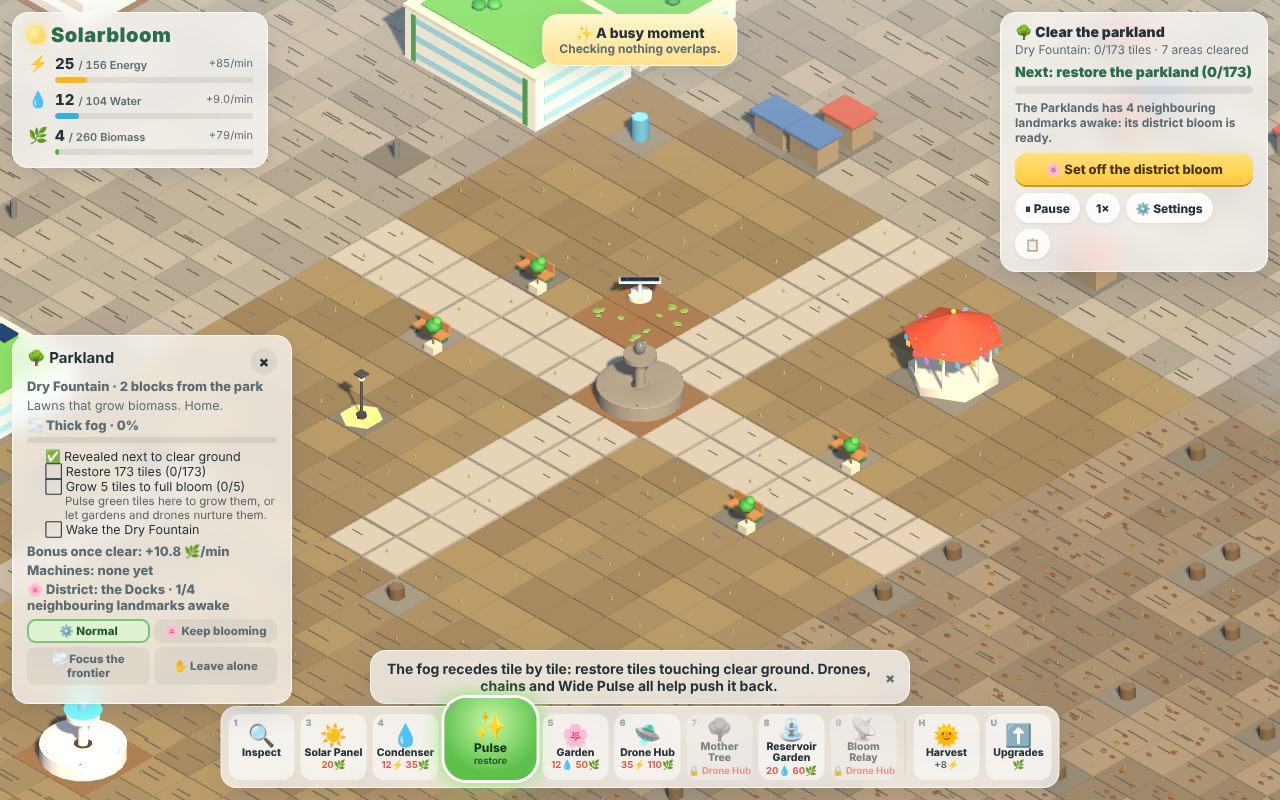 Solarbloom
25 / 156 Energy +85/min
12 / 104 Water +9.0/min
4 / 260 Biomass +79/min
✨ A busy moment
Checking nothing overlaps.
🌳 Clear the parkland
Dry Fountain: 0/173 tiles · 7 areas cleared
Next: restore the parkland (0/173)
The Parklands has 4 neighbouring
landmarks awake: its district bloom is
ready.
🌸 Set off the district bloom
⏸ Pause
1×
⚙️ Settings
🌳 Parkland
✖
Dry Fountain · 2 blocks from the park
Lawns that grow biomass. Home.
🌫️ Thick fog · 0%
✅ Revealed next to clear ground
Restore 173 tiles (0/173)
Grow 5 tiles to full bloom (0/5)
Pulse green tiles here to grow them, or
let gardens and drones nurture them.
Wake the Dry Fountain
Bonus once clear: +10.8 🌿/min
Machines: none yet
🌸 District: the Docks · 1/4
neighbouring landmarks awake
⚙️ Normal
🌸 Keep blooming
🌫️ Focus the
frontier
✋ Leave alone
The fog recedes tile by tile: restore tiles touching clear ground. Drones,
chains and Wide Pulse all help push it back.
✖
1
Inspect
3
Solar Panel
20🌿
4
Condenser
12⚡ 35🌿
Pulse
restore
5
Garden
12💧 50🌿
6
Drone Hub
35⚡ 110🌿
7
Mother
Tree
🔒 Drone Hub
8
Reservoir
Garden
20💧 60🌿
9
Bloom
Relay
🔒 Drone Hub
H
Harvest
+8⚡
U
Upgrades
🌿